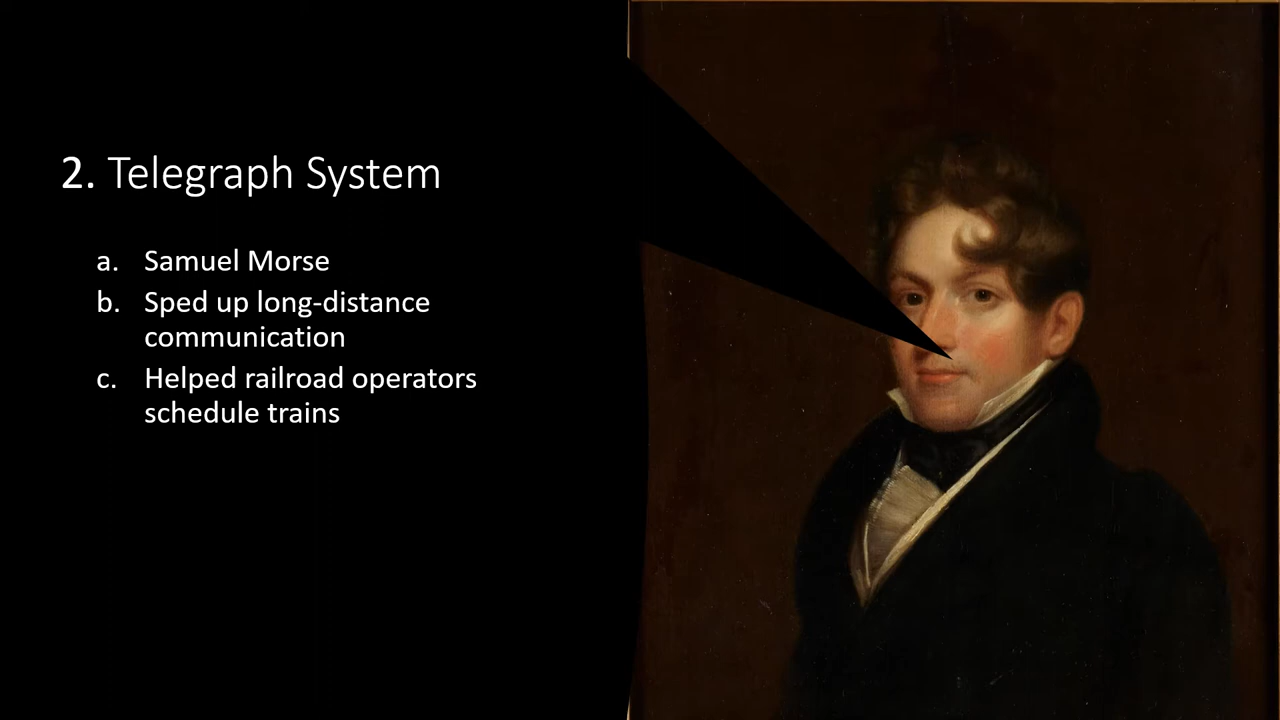 2. Telegraph System
a. Samuel Morse
b. Sped up long-distance
communication
c. Helped railroad operators
schedule trains